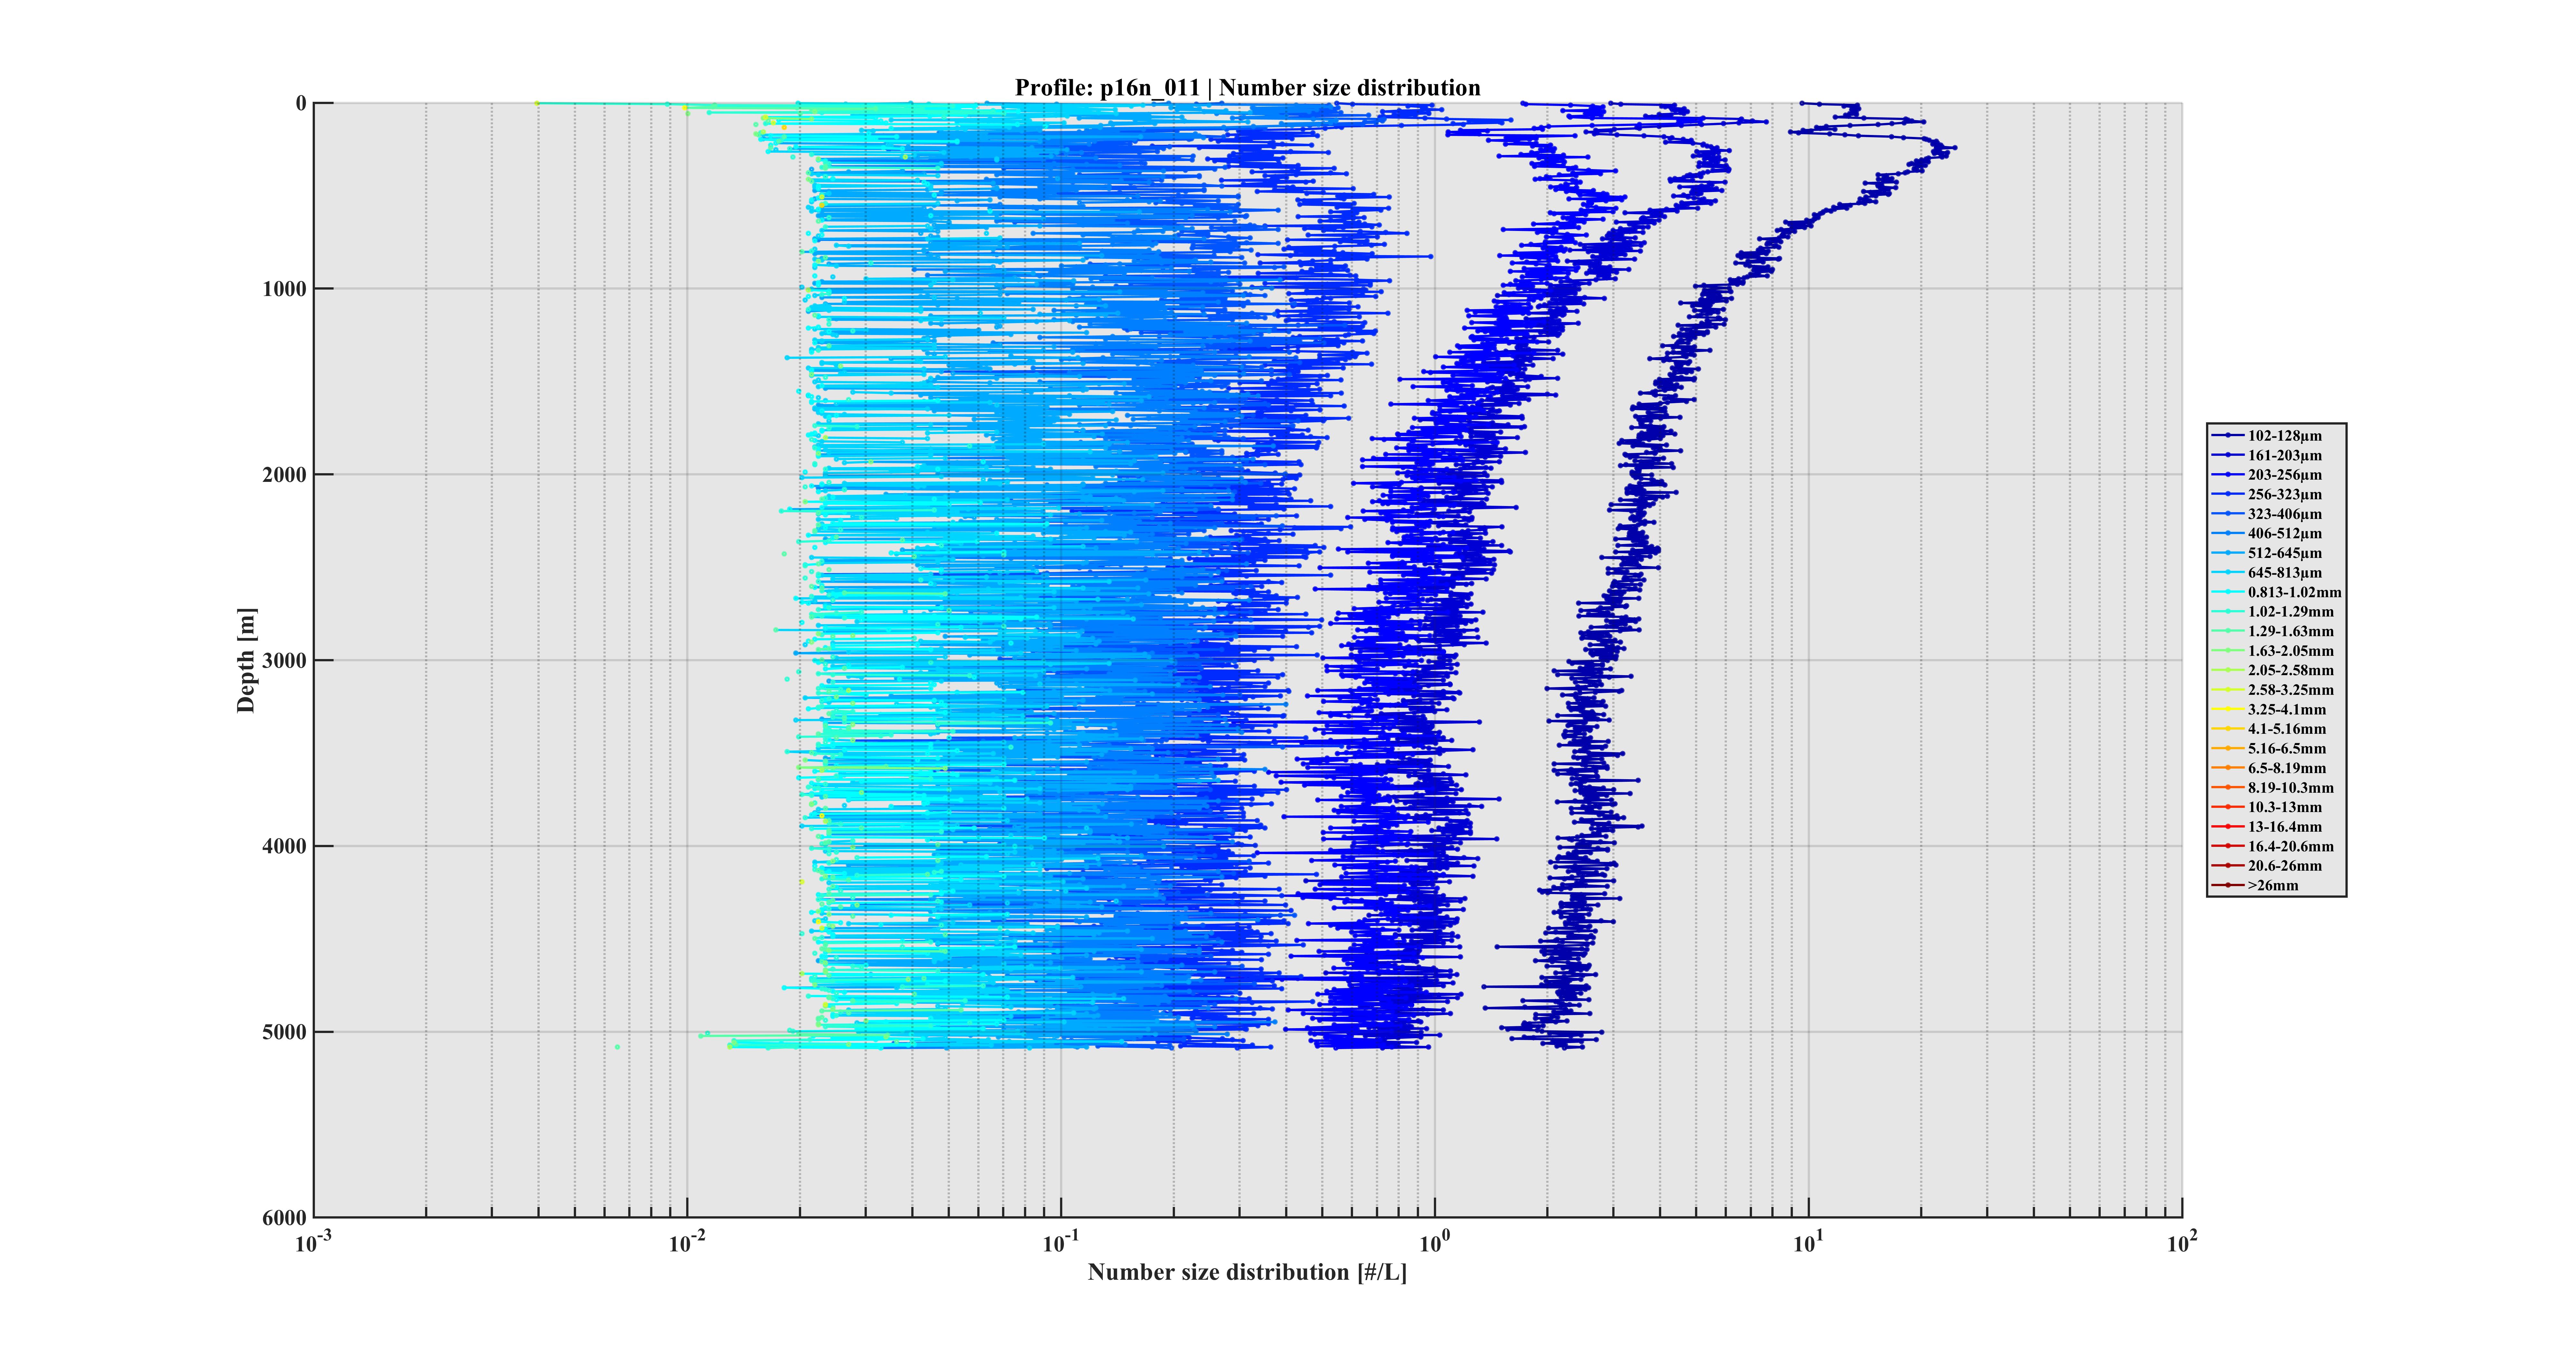 Profile: p16n_011 | Number size distribution
0
1000
2000
3000
4000
5000
6000
Depth [m]
10-3 10-2 10-1 100 101 102
Number size distribution [#/L]
102-128µm
161-203µm
203-256µm
256-323µm
323-406µm
406-512µm
512-645µm
645-813µm
0.813-1.02mm
1.02-1.29mm
1.29-1.63mm
1.63-2.05mm
2.05-2.58mm
2.58-3.25mm
3.25-4.1mm
4.1-5.16mm
5.16-6.5mm
6.5-8.19mm
8.19-10.3mm
10.3-13mm
13-16.4mm
16.4-20.6mm
20.6-26mm
>26mm